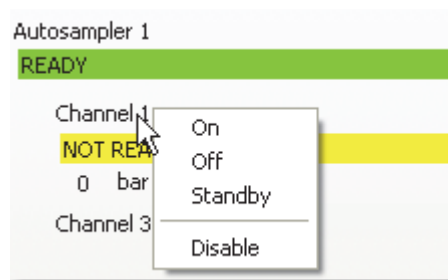 Autosampler 1
READY
Channel 1
On
NOT REA
Off
0 bar
Standby
Channel 3
Disable